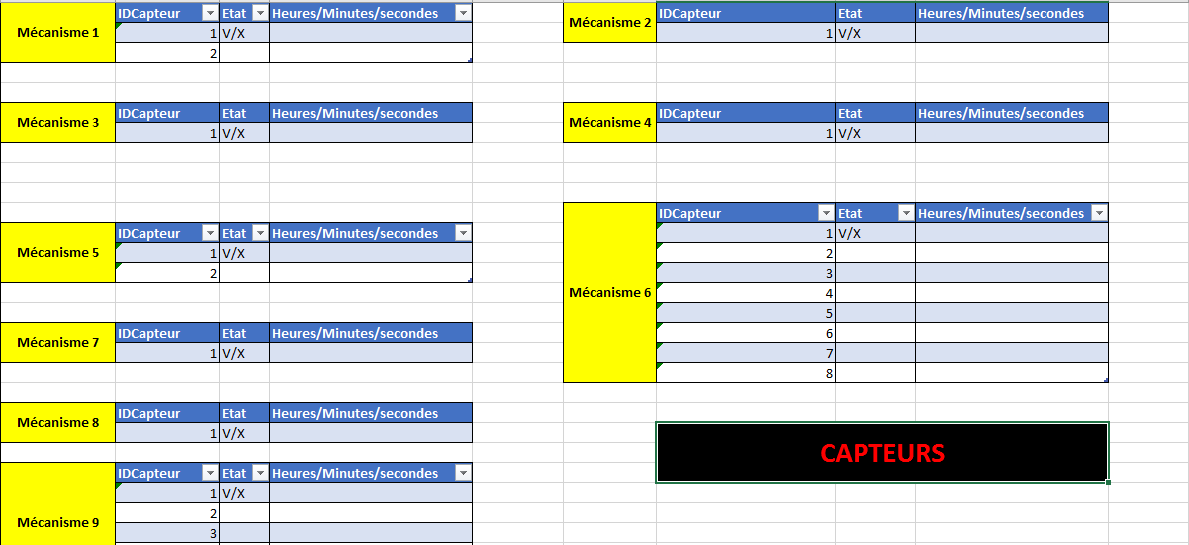 Mécanisme 1
IDCapteur Etat Heures/Minutes/secondes
1 V/X
2
Mécanisme 2
IDCapteur Etat Heures/Minutes/secondes
1 V/X
Mécanisme 3
IDCapteur Etat Heures/Minutes/secondes
1 V/X
Mécanisme 4
IDCapteur Etat Heures/Minutes/secondes
1 V/X
Mécanisme 5
IDCapteur Etat Heures/Minutes/secondes
1 V/X
2
Mécanisme 6
IDCapteur Etat Heures/Minutes/secondes
1 V/X
2
3
4
5
6
7
8
Mécanisme 7
IDCapteur Etat Heures/Minutes/secondes
1 V/X
Mécanisme 8
IDCapteur Etat Heures/Minutes/secondes
1 V/X
CAPTEURS
Mécanisme 9
IDCapteur Etat Heures/Minutes/secondes
1 V/X
2
3